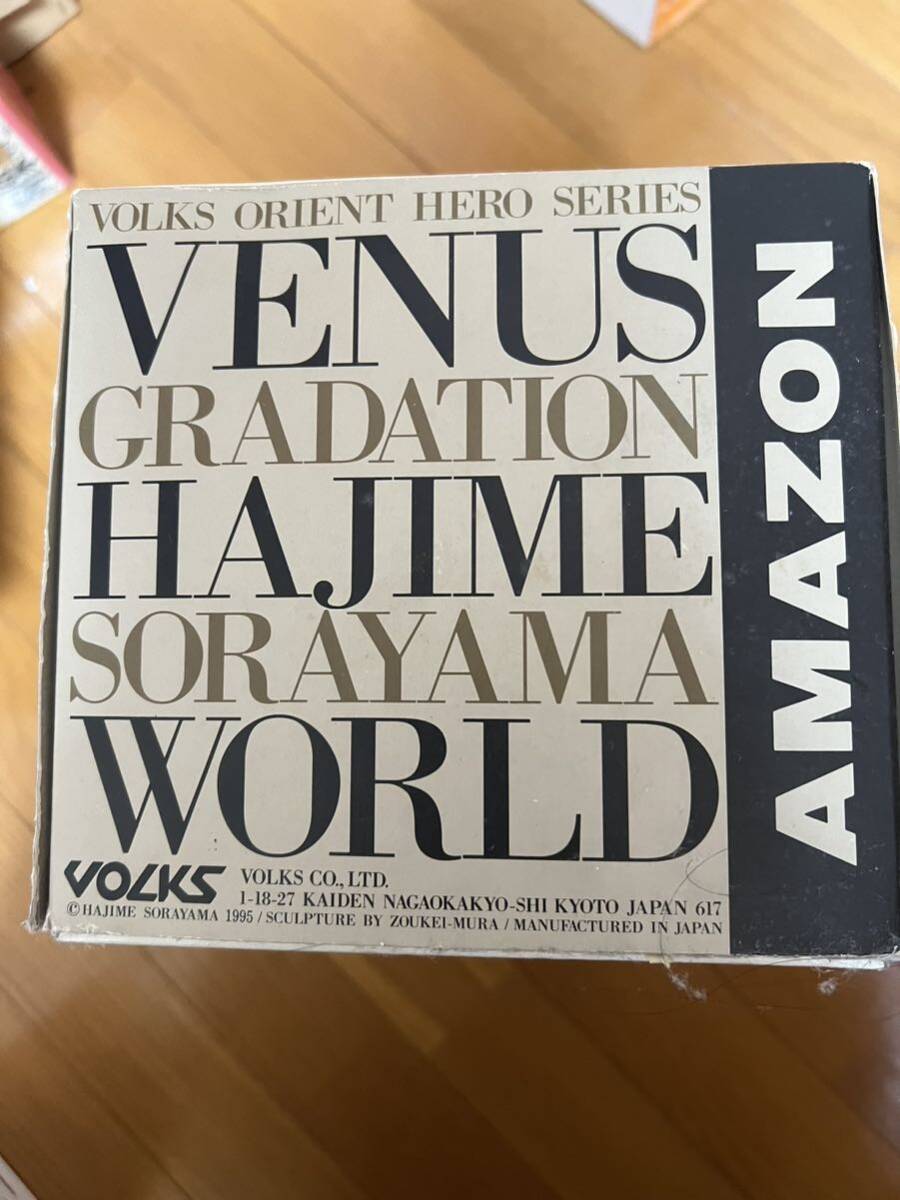 VOLKS ORIENT HERO SERIES
VENUS
GRADATION
HAJIME
SORAYAMA
WORLD
VOLKS
VOLKS CO., LTD.
1-18-27 KAIDEN NAGAOKAKYO-SHI KYOTO JAPAN 617
©HAJIME SORAYAMA 1995 / SCULPTURE BY ZOUKEI-MURA / MANUFACTURED IN JAPAN
AMAZON